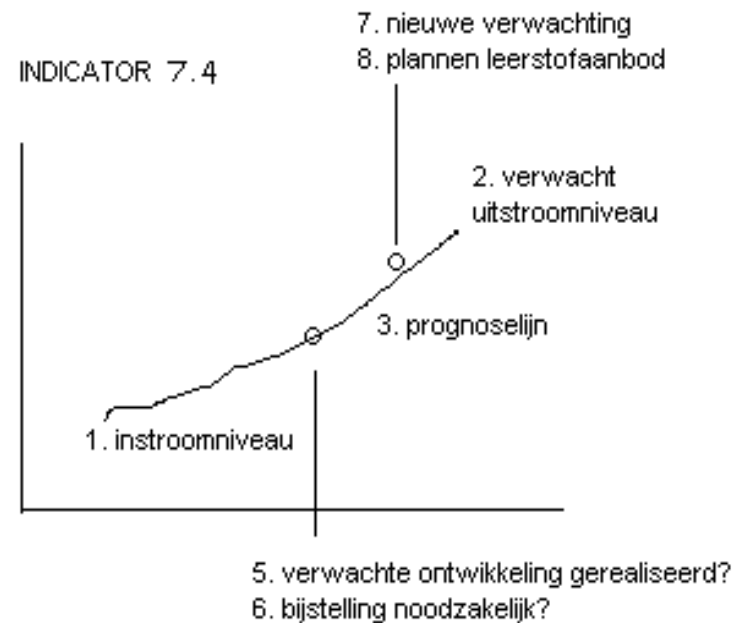 7. nieuwe verwachting
8. plannen leerstofaanbod
INDICATOR 7.4
2. verwacht
uitstroomniveau
3. prognoselijn
1. instroomniveau
5. verwachte ontwikkeling gerealiseerd?
6. bijstelling noodzakelijk?